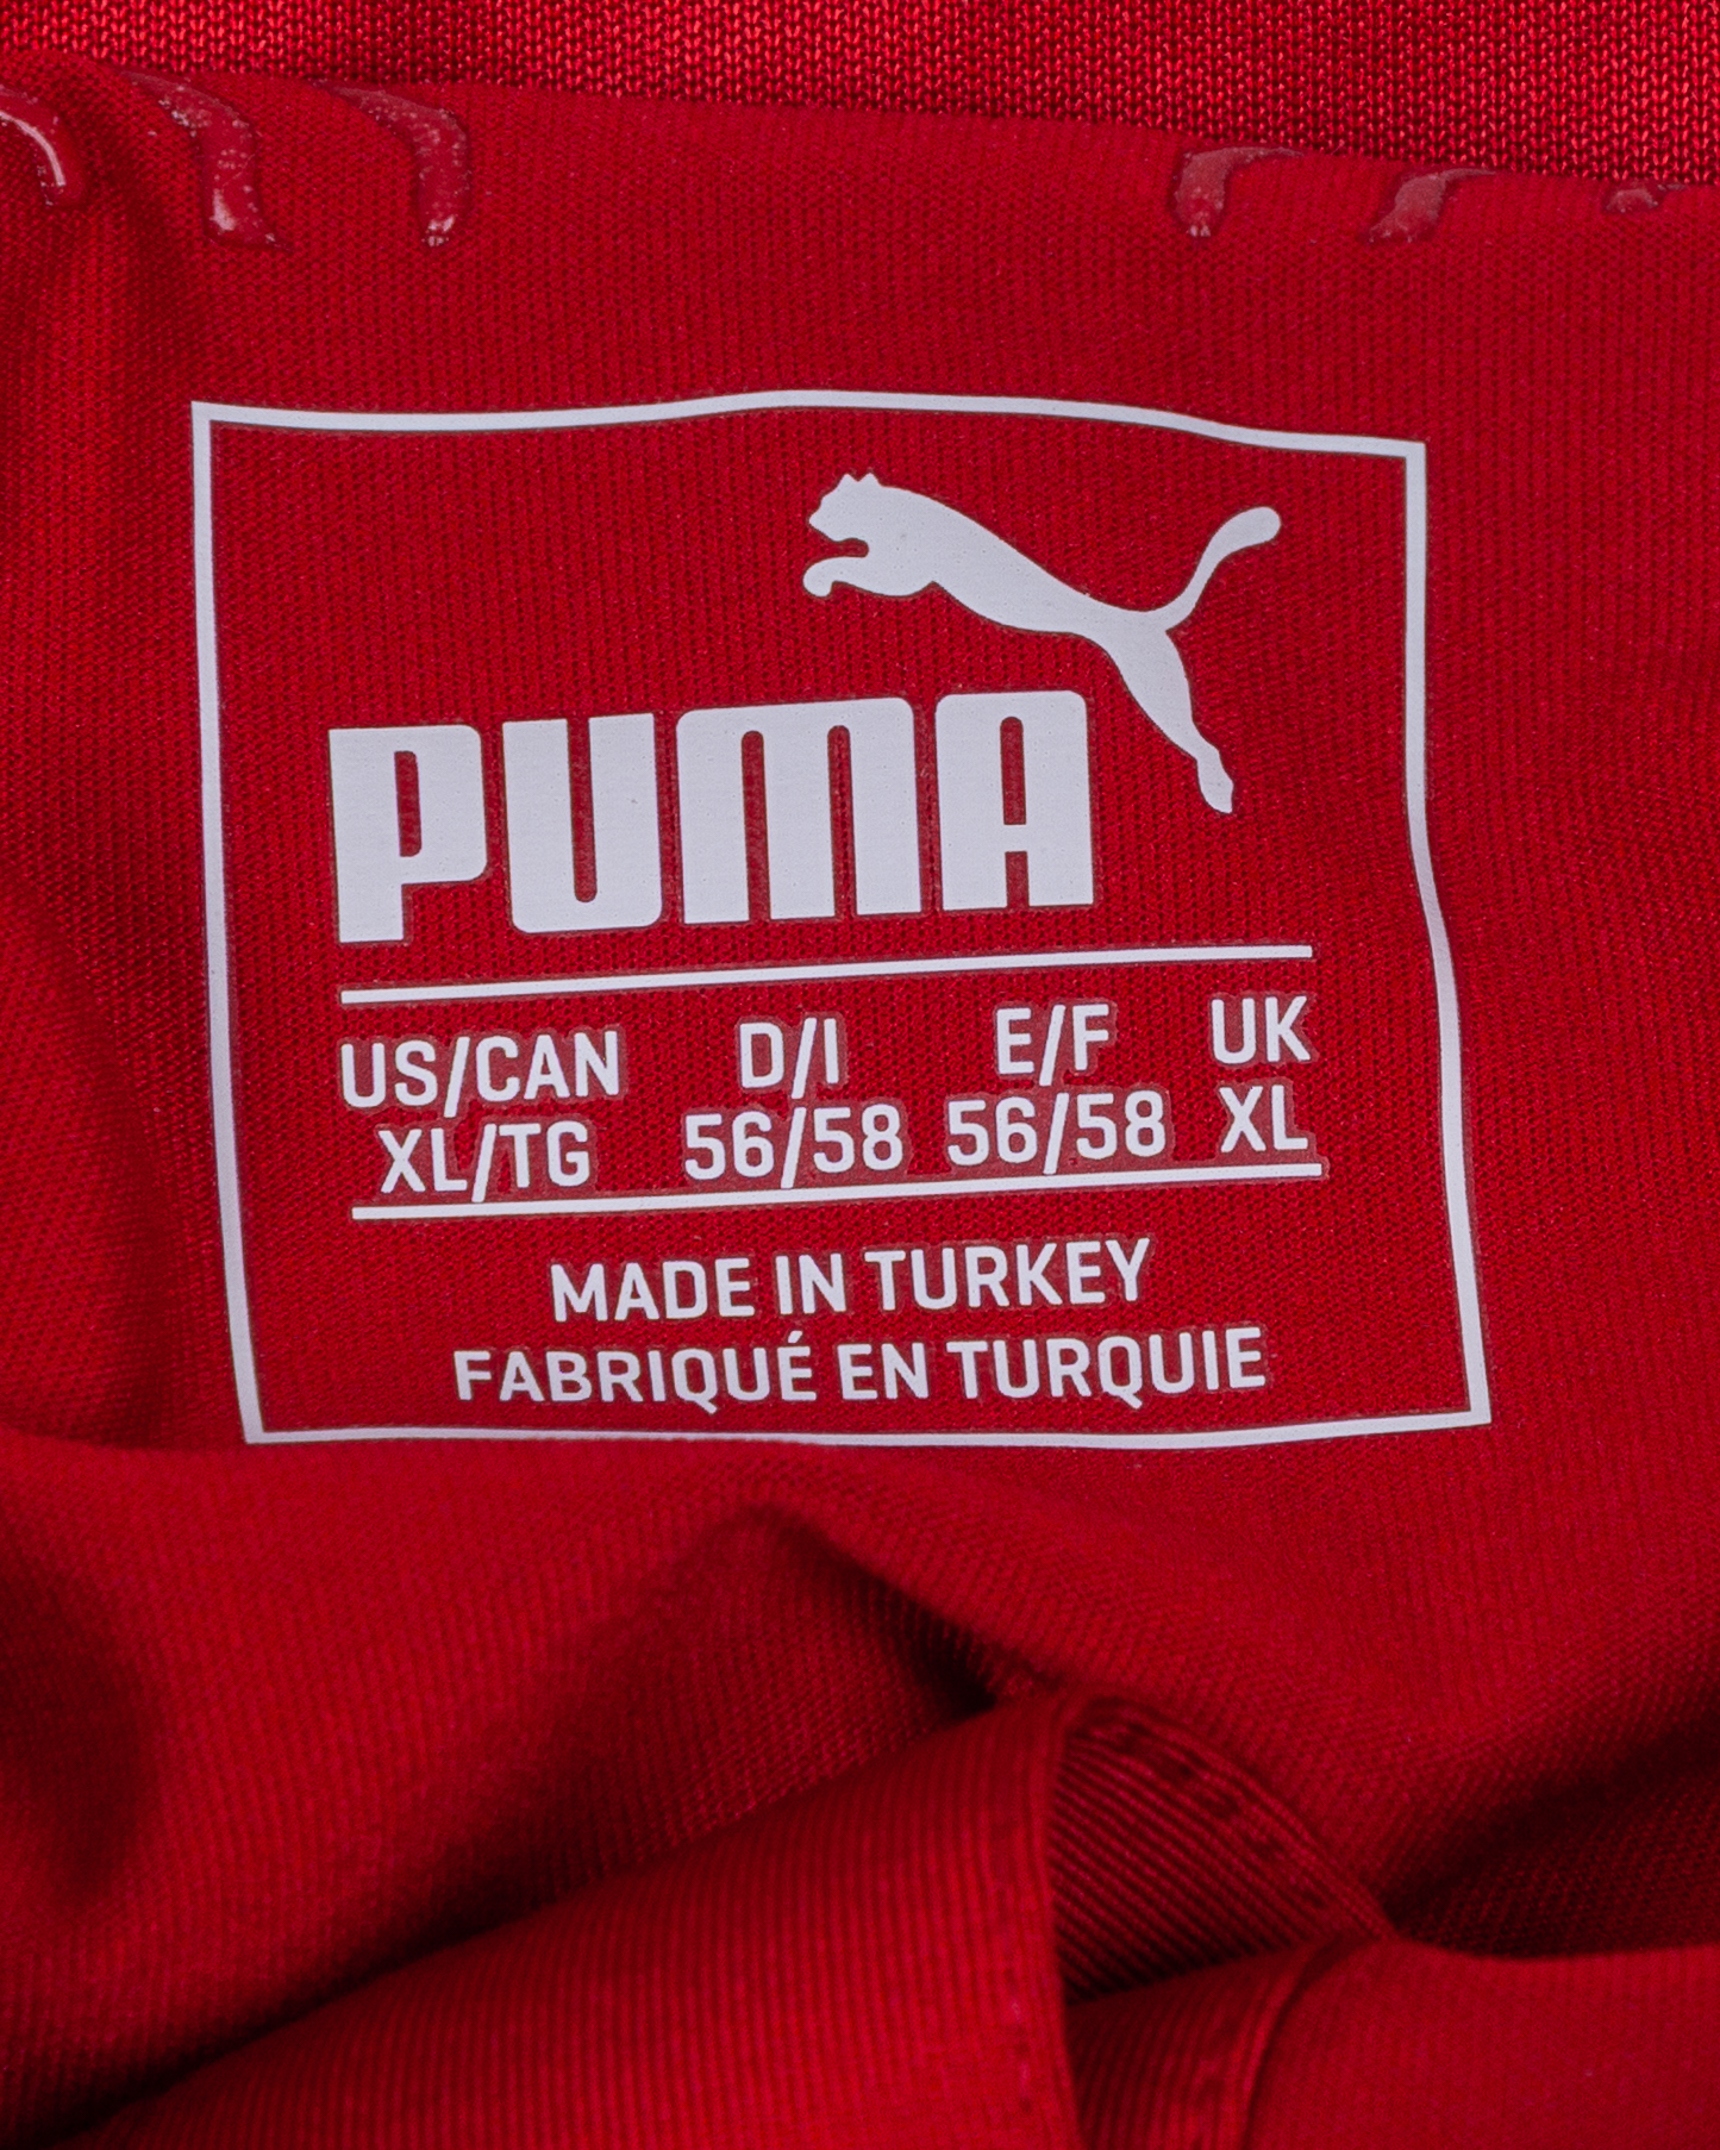 PUMA
US/CAN D/I E/F UK
XL/TG 56/58 56/58 XL
MADE IN TURKEY
FABRIQUÉ EN TURQUIE